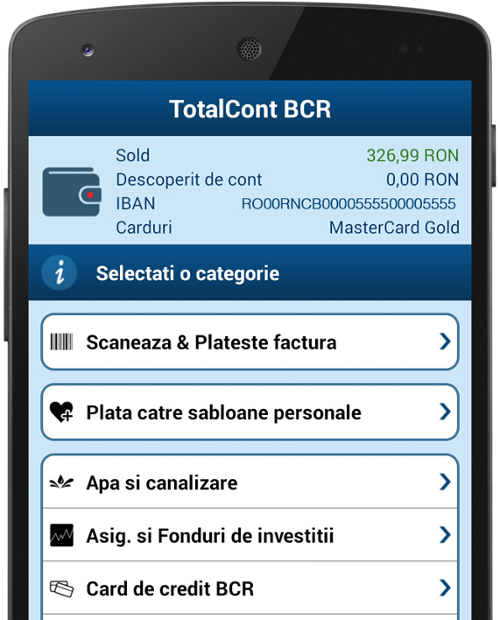 TotalCont BCR
Sold 326,99 RON
Descoperit de cont 0,00 RON
IBAN RO00RNCB0000555500005555
Carduri MasterCard Gold
i Selectati o categorie
Scaneaza & Plateste factura
Plata catre sabloane personale
Apa si canalizare
Asig. si Fonduri de investitii
Card de credit BCR